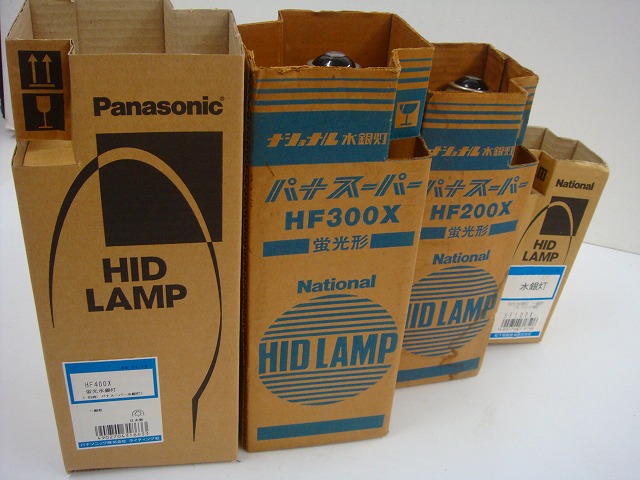 Panasonic
HID
LAMP
HF400X
蛍光水銀灯
ナショナル水銀灯
パナスーパー
HF300X
蛍光形
National
HID LAMP
ナショナル水銀灯
パナスーパー
HF200X
蛍光形
National
HID LAMP
National
HID
LAMP
水銀灯